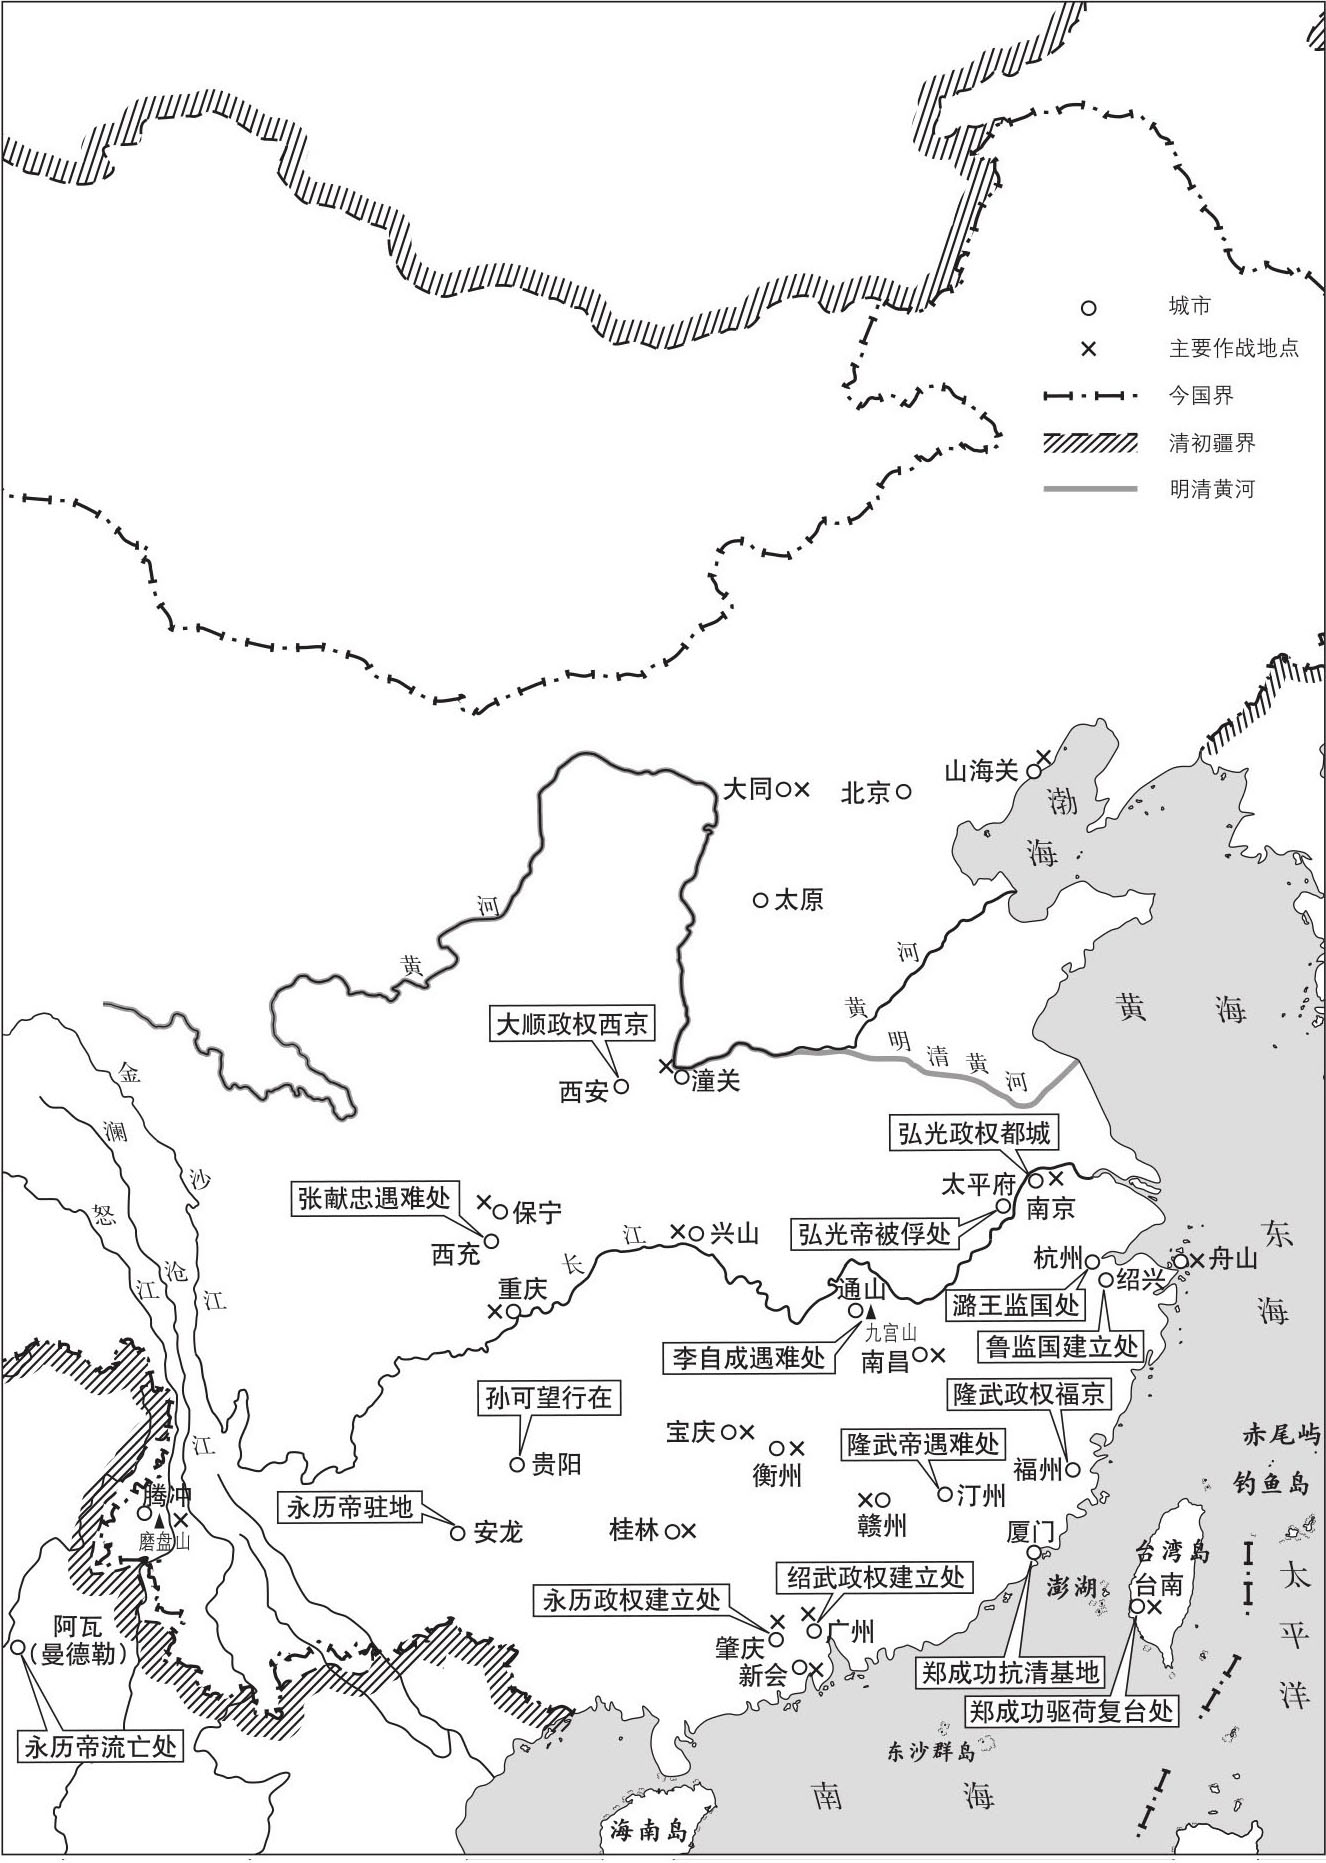 城市
主要作战地点
今国界
清初疆界
明清黄河
山海关
大同
北京
渤
海
太原
河
黄
河
黄
黄 海
大顺政权西京
西安
潼关
明 清 黄 河
金
沙
江
澜
沧
江
怒
江
弘光政权都城
太平府
南京
弘光帝被俘处
张献忠遇难处
保宁
西充
兴山
江
长
重庆
杭州
绍兴
舟山
东
海
潞王监国处
鲁监国建立处
通山
九宫山
李自成遇难处
南昌
孙可望行在
贵阳
宝庆
衡州
隆武政权福京
隆武帝遇难处
福州
汀州
赣州
赤尾屿
钓鱼岛
腾冲
磨盘山
永历帝驻地
安龙
桂林
厦门
台湾岛
台南
澎湖
太
平
洋
绍武政权建立处
永历政权建立处
广州
肇庆
新会
阿瓦
(曼德勒)
永历帝流亡处
郑成功抗清基地
郑成功驱荷复台处
东沙群岛
南 海
海南岛